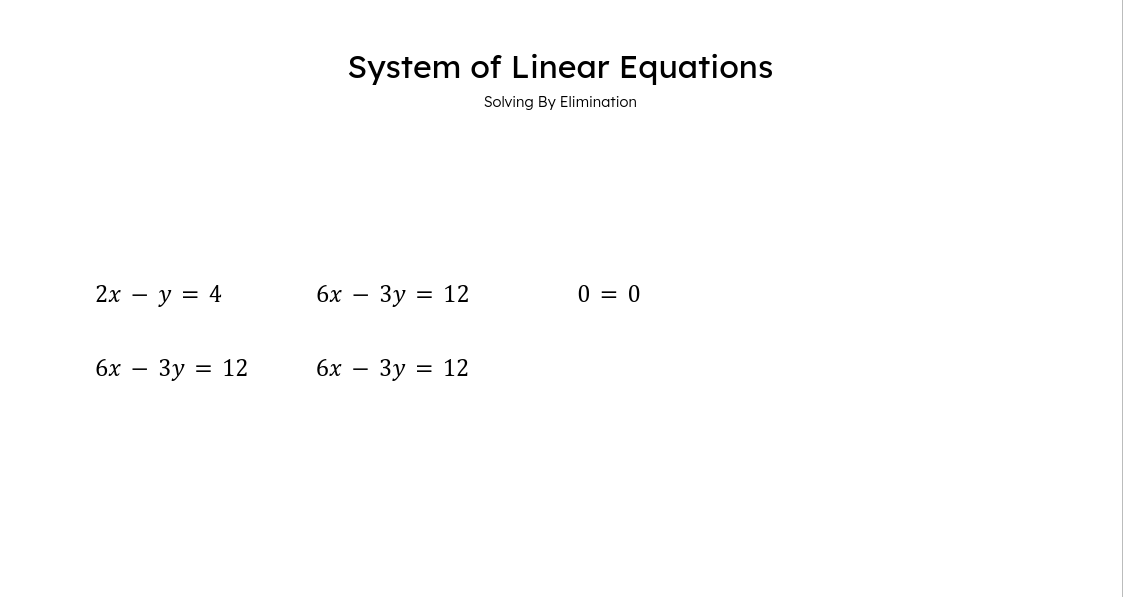 System of Linear Equations
Solving By Elimination
2x − y = 4 6x − 3y = 12 0 = 0
6x − 3y = 12 6x − 3y = 12